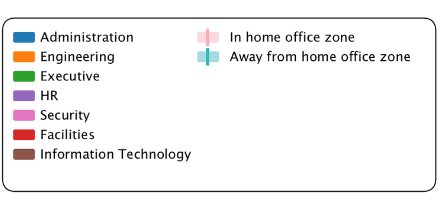 Administration
Engineering
Executive
HR
Security
Facilities
Information Technology
In home office zone
Away from home office zone